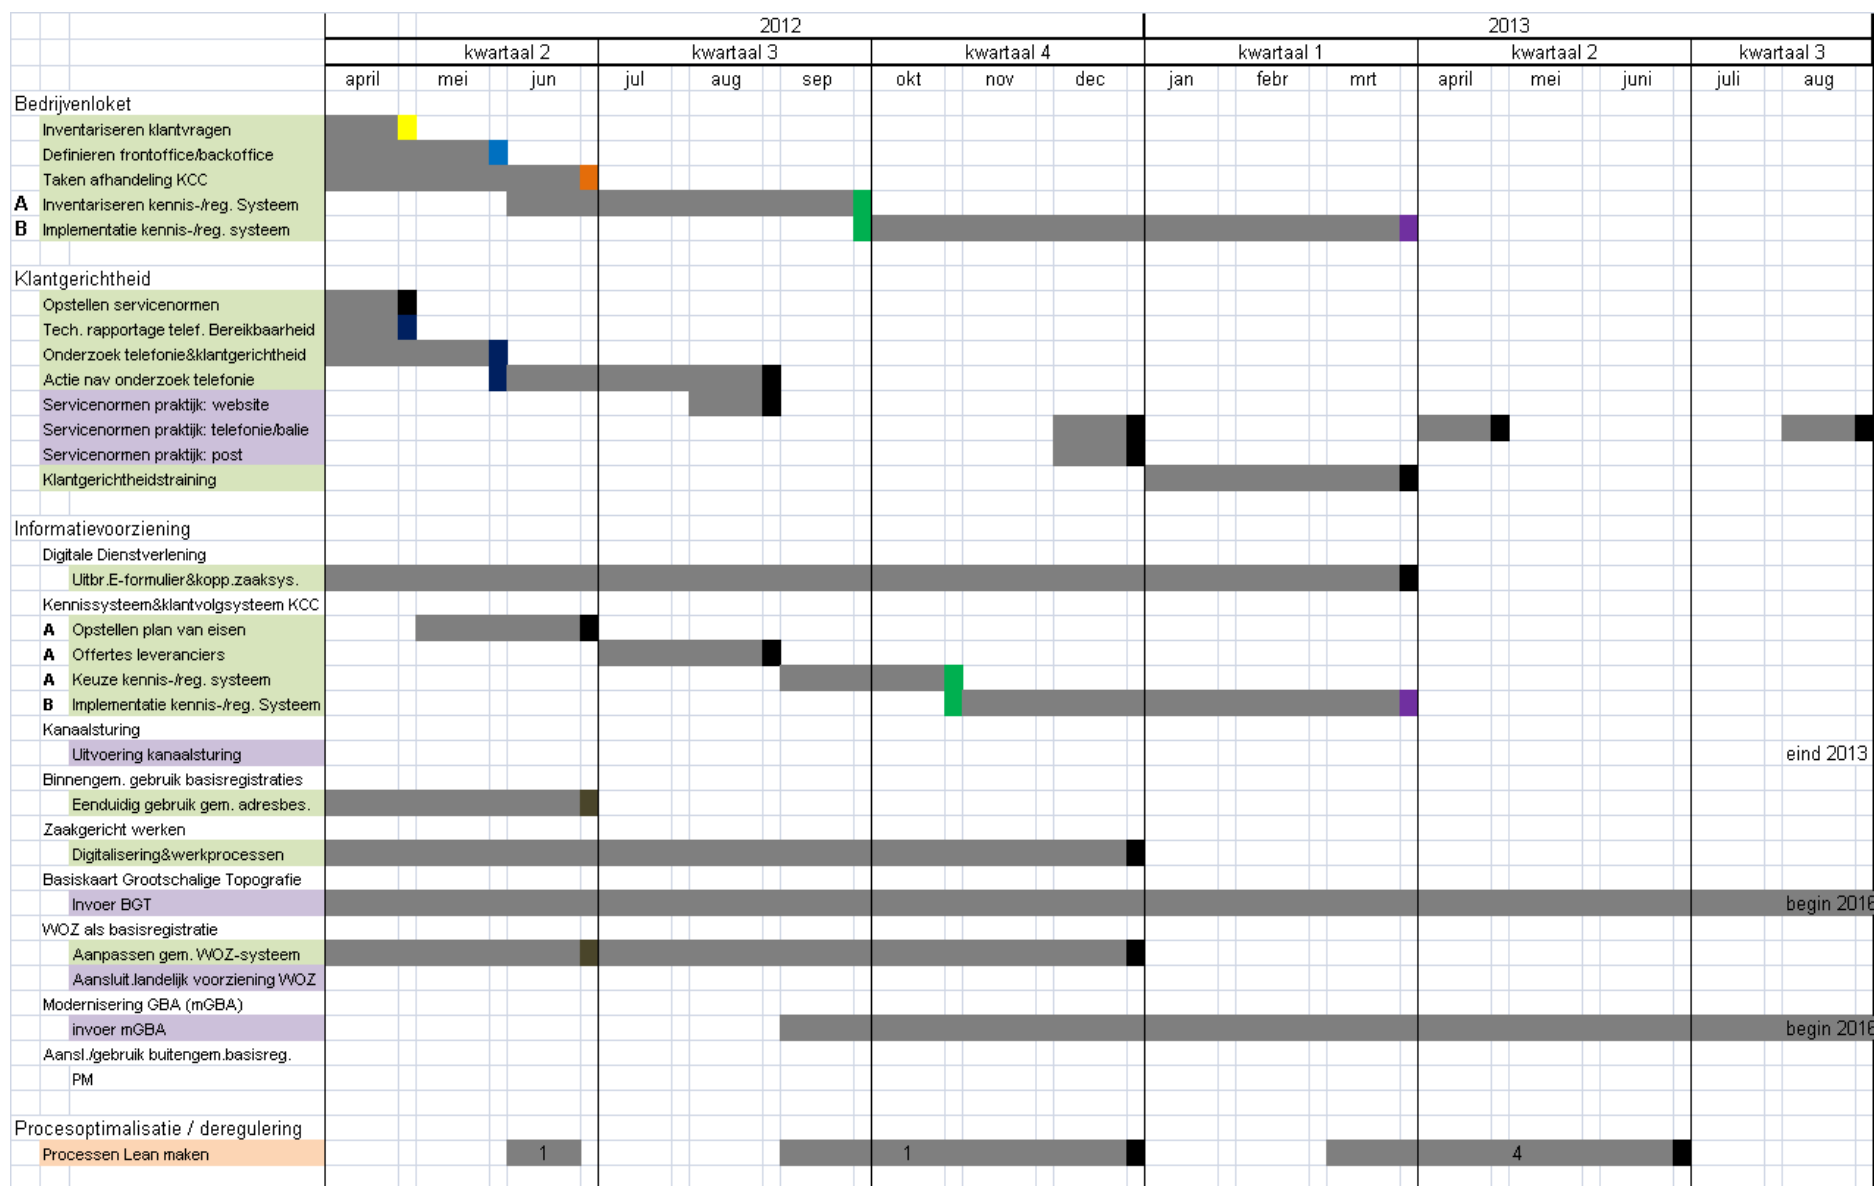 2012 2013
kwartaal 2 kwartaal 3 kwartaal 4 kwartaal 1 kwartaal 2 kwartaal 3
april mei jun jul aug sep okt nov dec jan febr mrt april mei juni juli aug
Bedrijvenloket
Inventariseren klantvragen
Definieren frontoffice/backoffice
Taken afhandeling KCC
A Inventariseren kennis-/reg. Systeem
B Implementatie kennis-/reg. systeem
Klantgerichtheid
Opstellen servicenormen
Tech. rapportage telef. Bereikbaarheid
Onderzoek telefonie&klantgerichtheid
Actie nav onderzoek telefonie
Servicenormen praktijk: website
Servicenormen praktijk: telefonie/balie
Servicenormen praktijk: post
Klantgerichtheidstraining
Informatievoorziening
Digitale Dienstverlening
Uitbr.E-formulier&kopp.zaaksys.
Kennissysteem&klantvolgsysteem KCC
A Opstellen plan van eisen
A Offertes leveranciers
A Keuze kennis-/reg. systeem
B Implementatie kennis-/reg. Systeem
Kanaalsturing
Uitvoering kanaalsturing eind 2013
Binnengem. gebruik basisregistraties
Eenduidig gebruik gem. adresbes.
Zaakgericht werken
Digitalisering&werkprocessen
Basiskaart Grootschalige Topografie
Invoer BGT begin 2016
WOZ als basisregistratie
Aanpassen gem. WOZ-systeem
Aansluit.landelijk voorziening WOZ
Modernisering GBA (mGBA)
invoer mGBA begin 2016
Aansl./gebruik buitengem.basisreg.
PM
Procesoptimalisatie / deregulering
Processen Lean maken 1 1 4